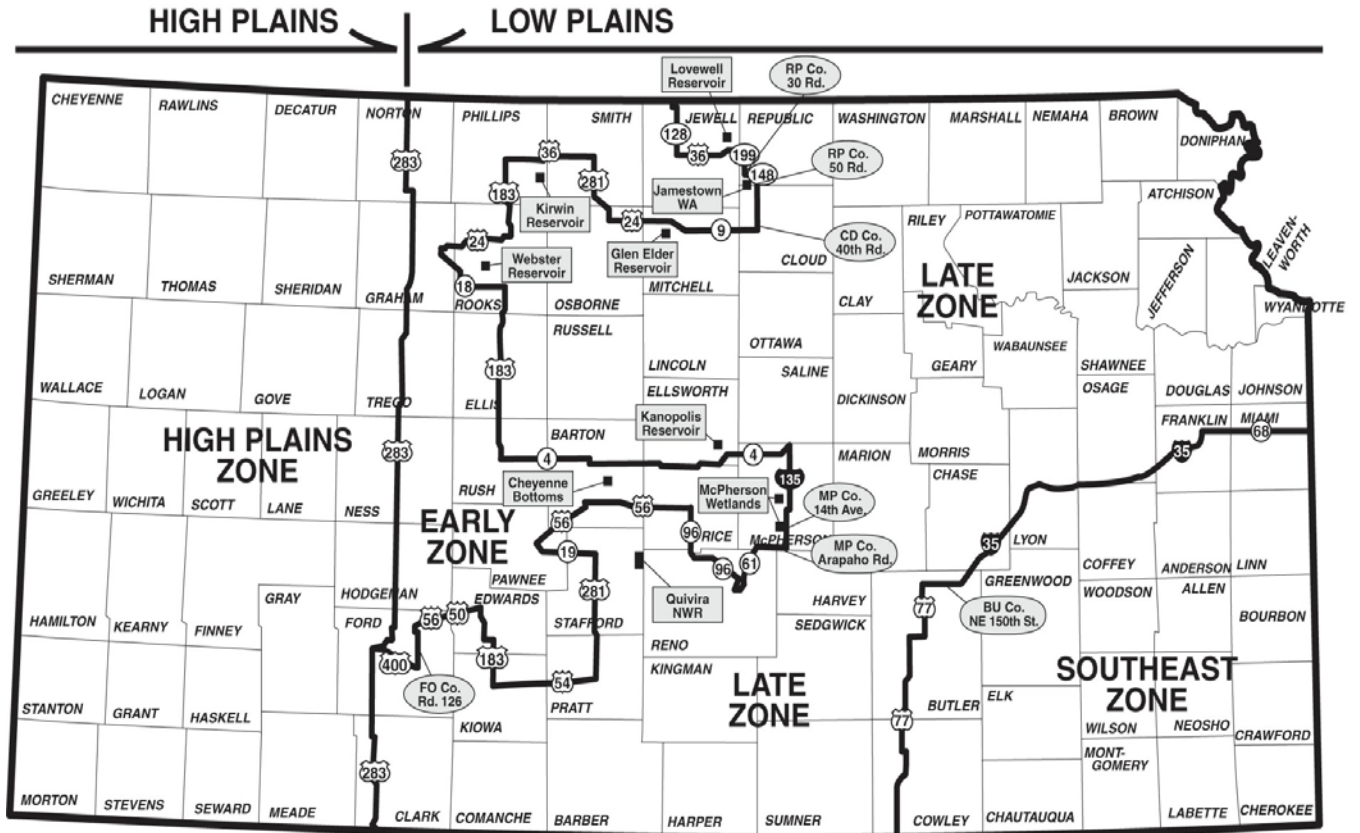 HIGH PLAINS
LOW PLAINS
CHEYENNE
RAWLINS
DECATUR
NORTON
PHILLIPS
SMITH
JEWELL
REPUBLIC
WASHINGTON
MARSHALL
NEMAHA
BROWN
DONIPHAN
Lovewell
Reservoir
RP Co.
30 Rd.
128
36
199
148
RP Co.
50 Rd.
Jamestown
WA
283
36
183
281
Kirwin
Reservoir
24
24
9
Glen Elder
Reservoir
Webster
Reservoir
18
CD Co.
40th Rd.
ATCHISON
LEAVEN-
WORTH
RILEY
POTTAWATOMIE
JACKSON
JEFFERSON
WYANDOTTE
SHERMAN
THOMAS
SHERIDAN
GRAHAM
ROOKS
OSBORNE
MITCHELL
CLOUD
CLAY
LATE
ZONE
RUSSELL
LINCOLN
OTTAWA
GEARY
WABAUNSEE
SHAWNEE
183
ELLSWORTH
SALINE
DICKINSON
OSAGE
DOUGLAS
JOHNSON
WALLACE
LOGAN
GOVE
TREGO
ELLIS
FRANKLIN
MIAMI
68
35
HIGH PLAINS
ZONE
283
BARTON
Kanopolis
Reservoir
4
4
135
MARION
MORRIS
CHASE
GREELEY
WICHITA
SCOTT
LANE
NESS
RUSH
Cheyenne
Bottoms
McPherson
Wetlands
MP Co.
14th Ave.
EARLY
ZONE
56
56
19
96
RICE
McPHERSON
96
61
MP Co.
Arapaho Rd.
35
LYON
COFFEY
ANDERSON
LINN
PAWNEE
281
Quivira
NWR
HARVEY
77
GREENWOOD
BU Co.
NE 150th St.
WOODSON
ALLEN
BOURBON
HAMILTON
KEARNY
FINNEY
GRAY
HODGEMAN
FORD
EDWARDS
56
50
STAFFORD
RENO
SEDGWICK
400
183
54
FO Co.
Rd. 126
KINGMAN
LATE
ZONE
SOUTHEAST
ZONE
STANTON
GRANT
HASKELL
KIOWA
PRATT
77
BUTLER
ELK
WILSON
NEOSHO
CRAWFORD
MONT-
GOMERY
283
MORTON
STEVENS
SEWARD
MEADE
CLARK
COMANCHE
BARBER
HARPER
SUMNER
COWLEY
CHAUTAUQUA
LABETTE
CHEROKEE